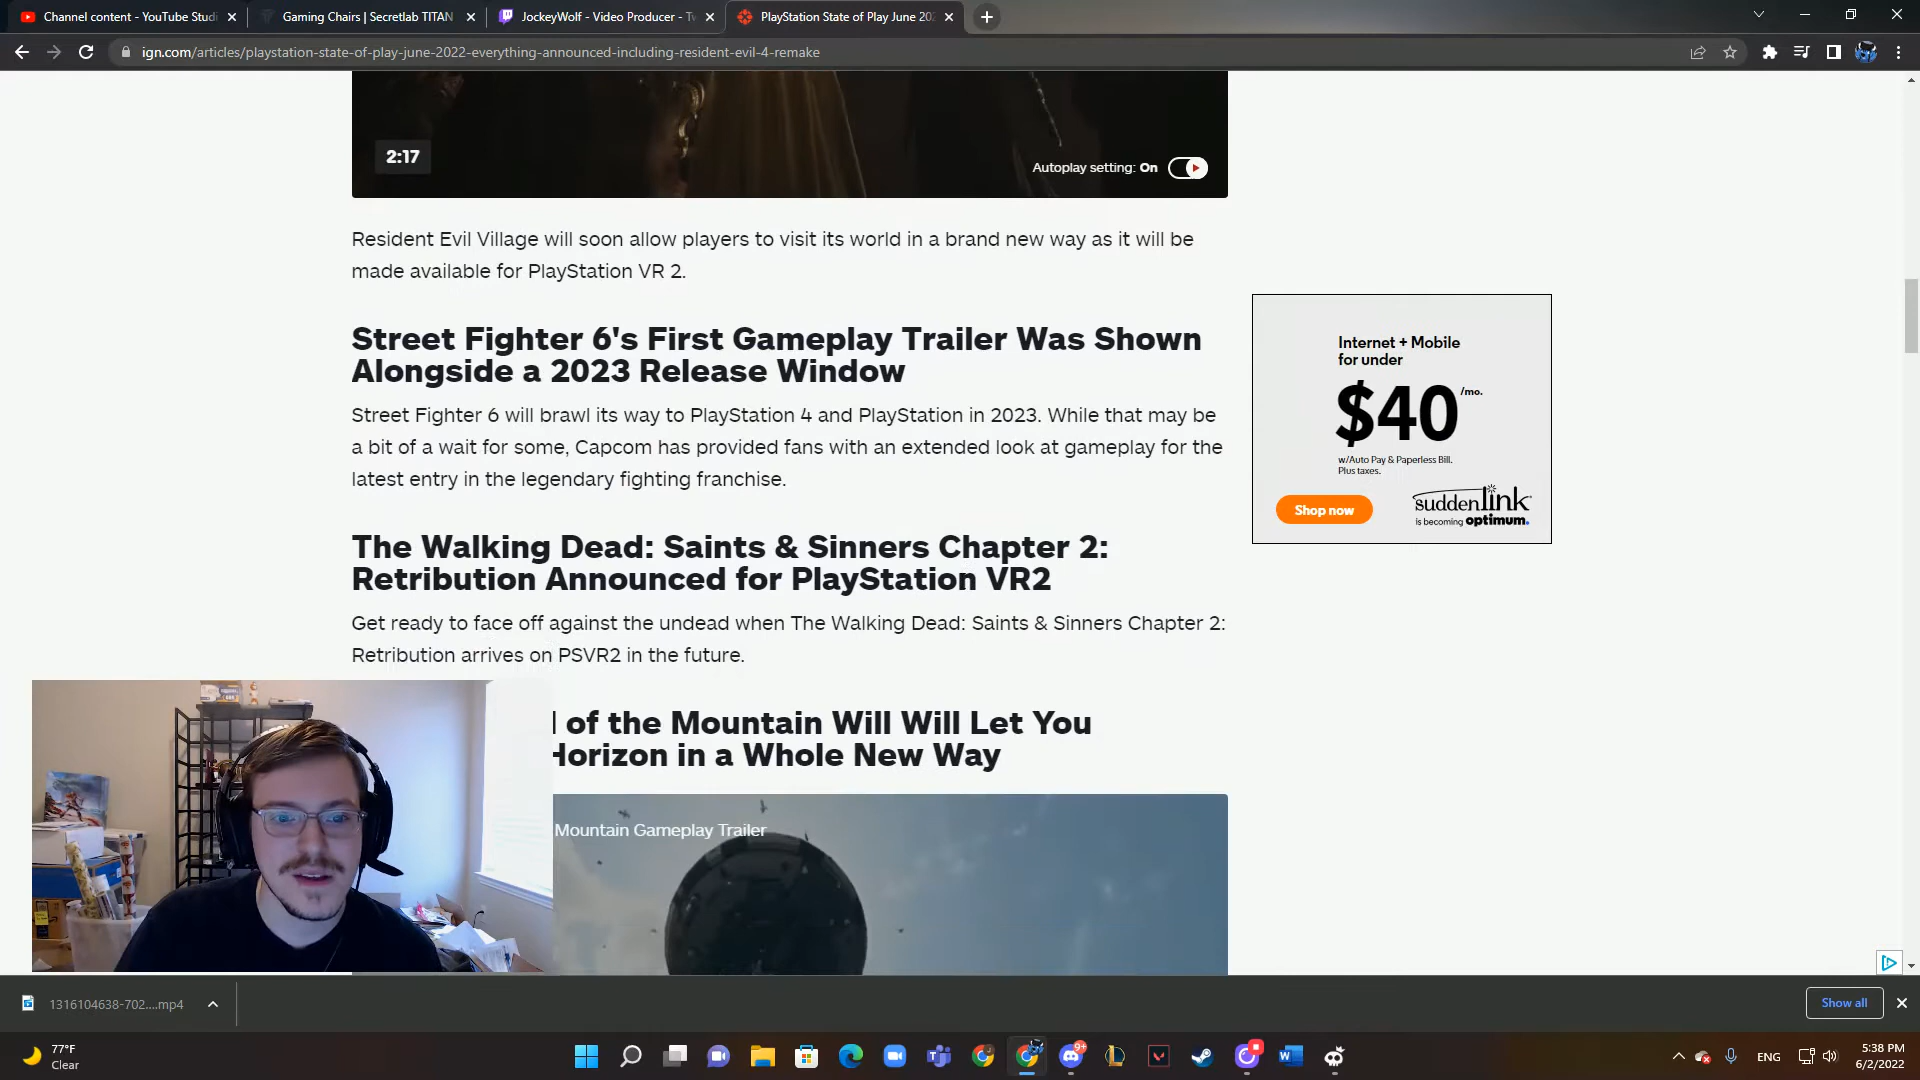 Channel content - YouTube Studi
Gaming Chairs | Secretlab TITAN
JockeyWolf - Video Producer - Tw
PlayStation State of Play June 202
ign.com/articles/playstation-state-of-play-june-2022-everything-announced-including-resident-evil-4-remake
2:17
Autoplay setting: On
Resident Evil Village will soon allow players to visit its world in a brand new way as it will be
made available for PlayStation VR 2.
Street Fighter 6's First Gameplay Trailer Was Shown
Alongside a 2023 Release Window
Street Fighter 6 will brawl its way to PlayStation 4 and PlayStation in 2023. While that may be
a bit of a wait for some, Capcom has provided fans with an extended look at gameplay for the
latest entry in the legendary fighting franchise.
The Walking Dead: Saints & Sinners Chapter 2:
Retribution Announced for PlayStation VR2
Get ready to face off against the undead when The Walking Dead: Saints & Sinners Chapter 2:
Retribution arrives on PSVR2 in the future.
of the Mountain Will Will Let You
Horizon in a Whole New Way
Mountain Gameplay Trailer
Internet + Mobile
for under
$40 /mo.
w/Auto Pay & Paperless Bill.
Plus taxes.
Shop now
suddenlink
is becoming optimum.
1316104638-702....mp4
Show all
77°F
Clear
9+
ENG
5:38 PM
6/2/2022